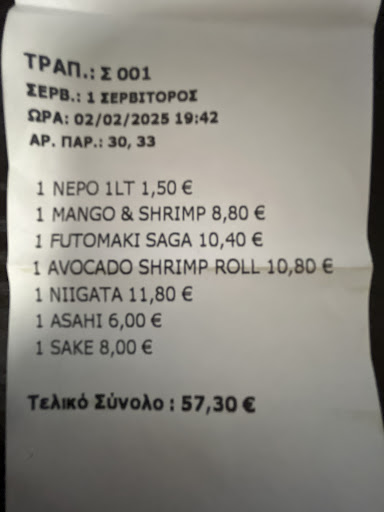 ΤΡΑΠ.: Σ 001
ΣΕΡΒ.: 1 ΣΕΡΒΙΤΟΡΟΣ
ΩΡΑ: 02/02/2025 19:42
ΑΡ. ΠΑΡ.: 30, 33
1 ΝΕΡΟ 1LT 1,50 €
1 MANGO & SHRIMP 8,80 €
1 FUTOMAKI SAGA 10,40 €
1 AVOCADO SHRIMP ROLL 10,80 €
1 NIIGATA 11,80 €
1 ASAHI 6,00 €
1 SAKE 8,00 €
Τελικό Σύνολο : 57,30 €